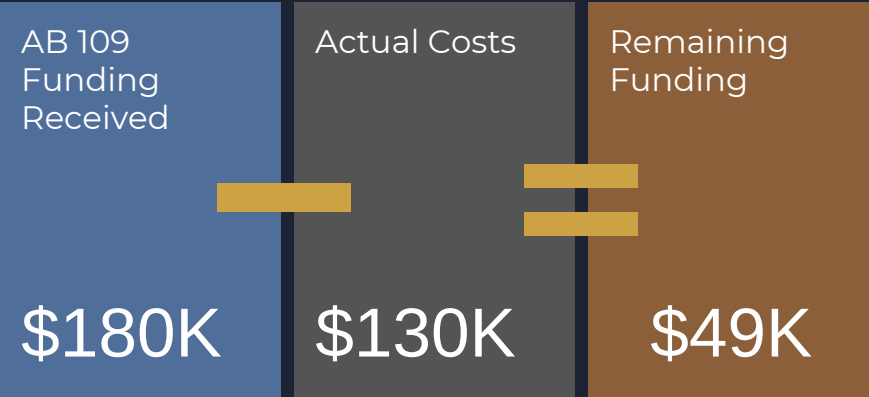 AB 109
Funding
Received
$180K
Actual Costs
$130K
Remaining
Funding
$49K